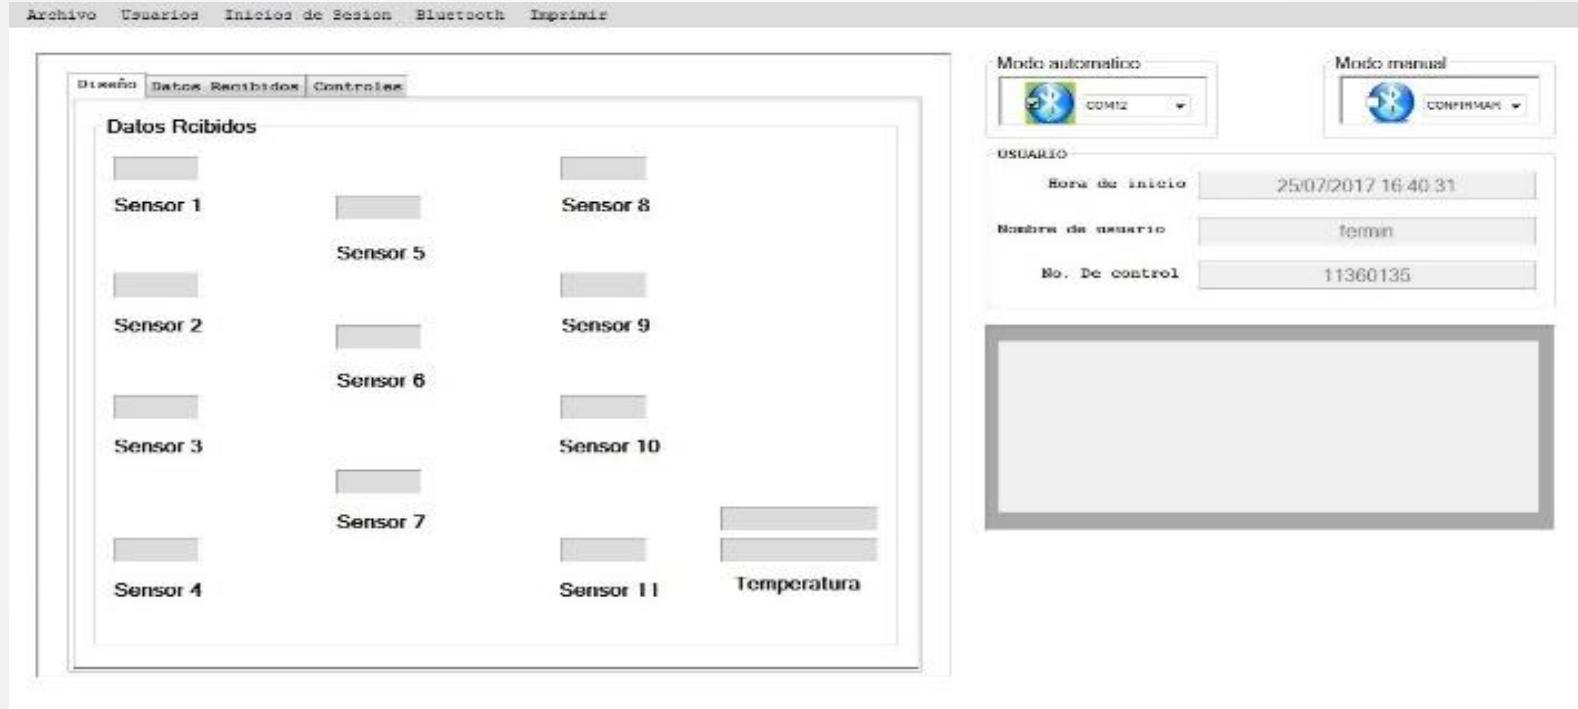 Archivo Usuarios Inicios de Sesion Bluetooth Imprimir
Diseño Datos Recibidos Controles
Datos Rcibidos
Sensor 1
Sensor 5
Sensor 8
Sensor 2
Sensor 6
Sensor 9
Sensor 3
Sensor 7
Sensor 10
Sensor 4
Sensor 11
Temperatura
Modo automatico
COM12
Modo manual
CONFIRMAR
USUARIO
Hora de inicio 25/07/2017 16:40:31
Nombre de usuario fermin
No. De control 11360135